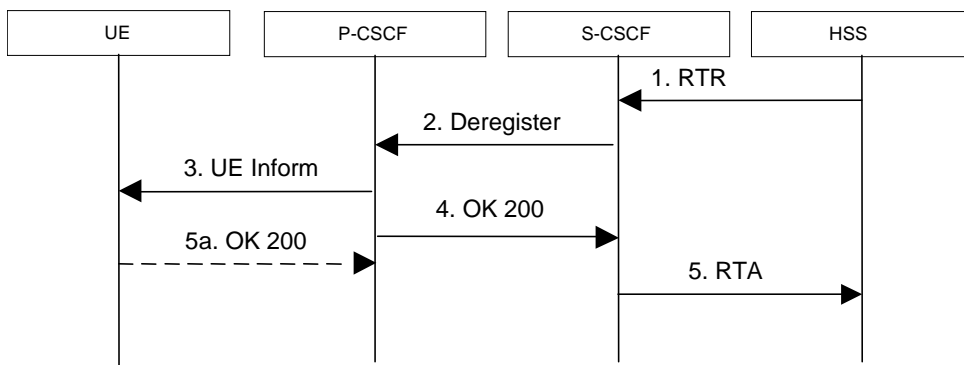 UE
P-CSCF
S-CSCF
HSS
1. RTR
2. Deregister
3. UE Inform
4. OK 200
5a. OK 200
5. RTA